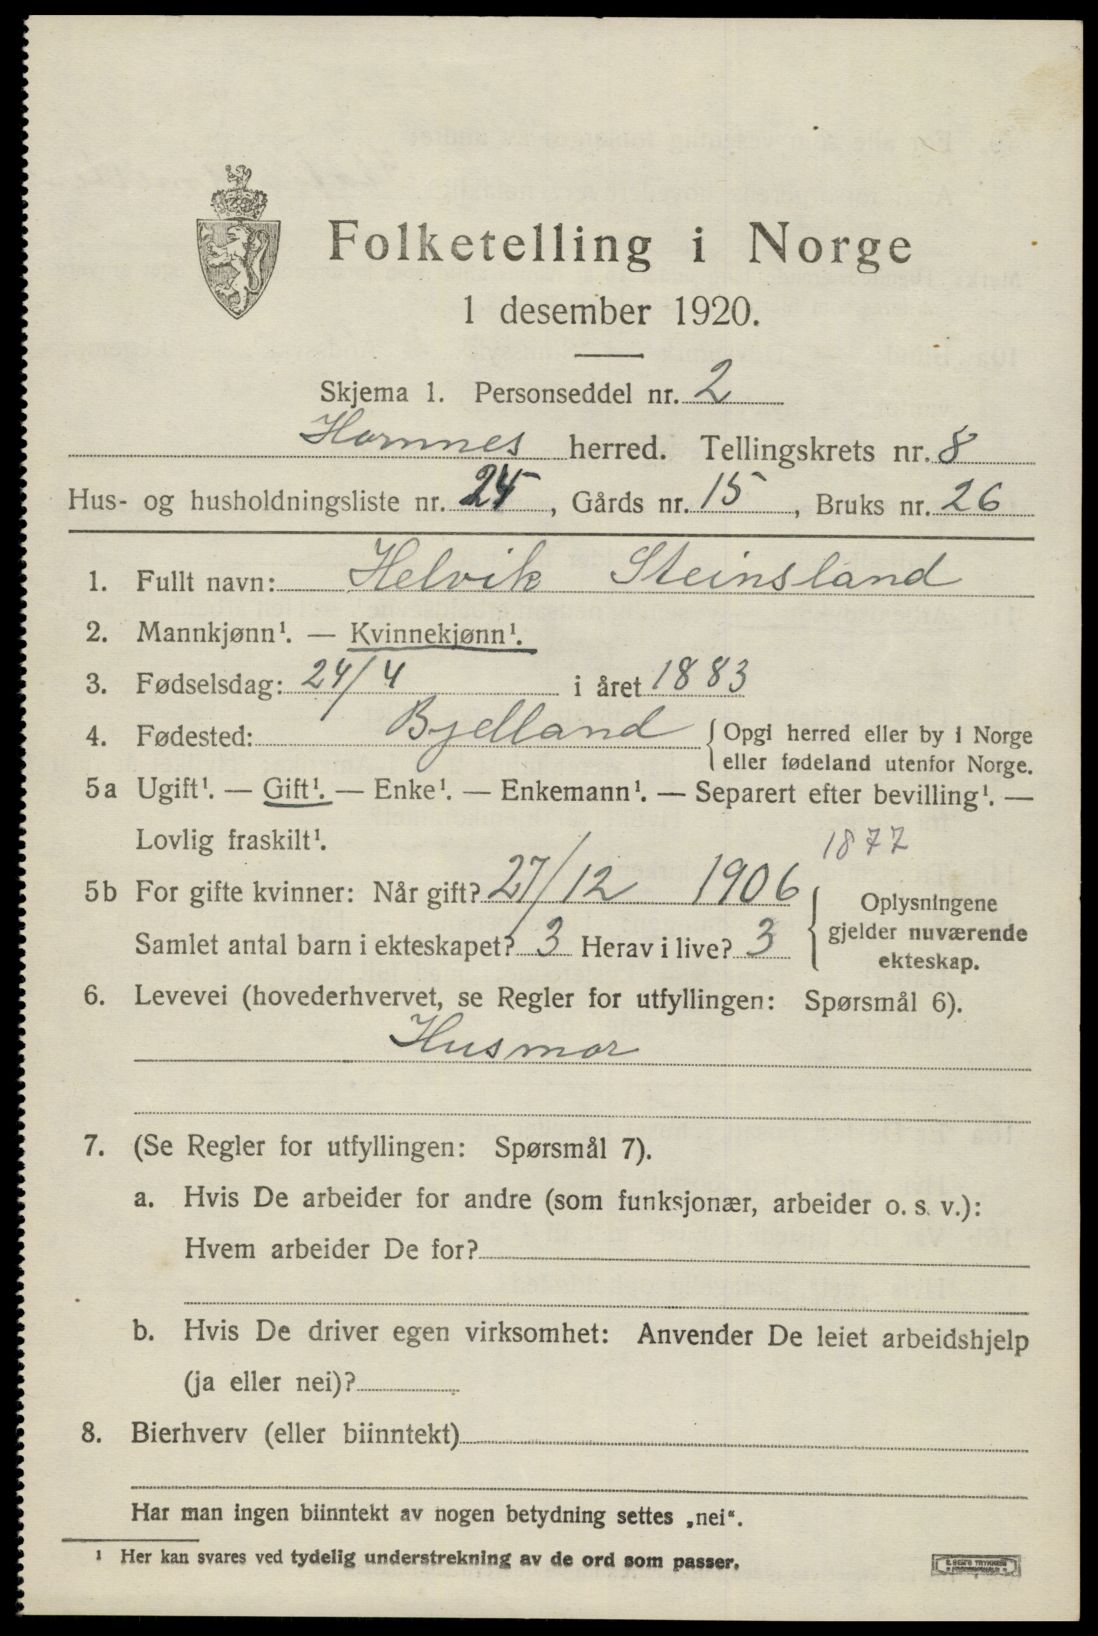 Folketelling i Norge
1 desember 1920.
Skjema 1. Personseddel nr. 2
Hornnes herred. Tellingskrets nr. 8
Hus- og husholdningsliste nr. 24, Gårds nr. 15, Bruks nr. 26
1. Fullt navn: Helvik Steinsland
2. Mannkjønn¹. — Kvinnekjønn¹.
3. Fødselsdag: 24/4 i året 1883
4. Fødested: Bjelland { Opgi herred eller by i Norge
eller fødeland utenfor Norge.
5a Ugift¹. — Gift¹. — Enke¹. — Enkemann¹. — Separert efter bevilling¹. —
Lovlig fraskilt¹.
1877
5b For gifte kvinner: Når gift? 27/12 1906
Samlet antal barn i ekteskapet? 3 Herav i live? 3
{ Oplysningene
gjelder nuværende
ekteskap.
6. Levevei (hovederhvervet, se Regler for utfyllingen: Spørsmål 6).
Husmor
7. (Se Regler for utfyllingen: Spørsmål 7).
a. Hvis De arbeider for andre (som funksjonær, arbeider o. s. v.):
Hvem arbeider De for?
b. Hvis De driver egen virksomhet: Anvender De leiet arbeidshjelp
(ja eller nei)?
8. Bierhverv (eller biinntekt)
Har man ingen biinntekt av nogen betydning settes „nei“.
¹ Her kan svares ved tydelig understrekning av de ord som passer.